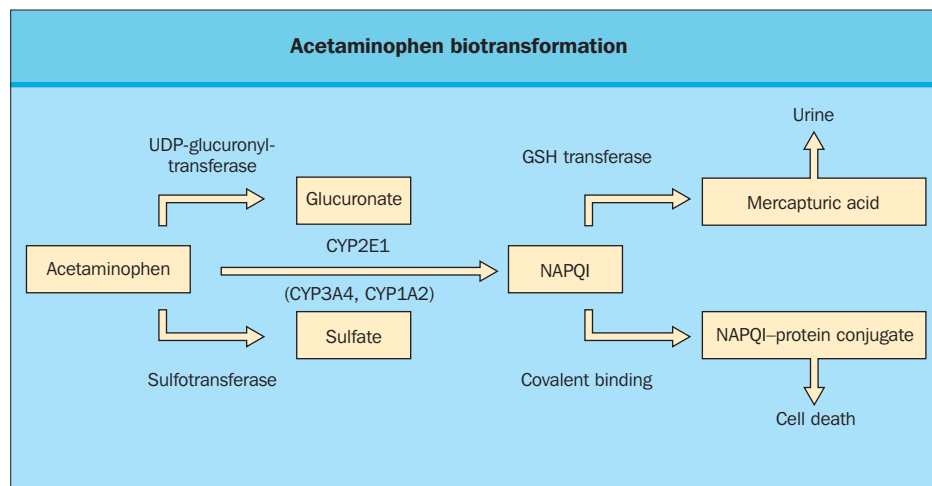 Acetaminophen biotransformation
UDP-glucuronyl-
transferase
Glucuronate
Acetaminophen
CYP2E1
(CYP3A4, CYP1A2)
Sulfate
Sulfotransferase
NAPQI
GSH transferase
Urine
Mercapturic acid
Covalent binding
NAPQI–protein conjugate
Cell death